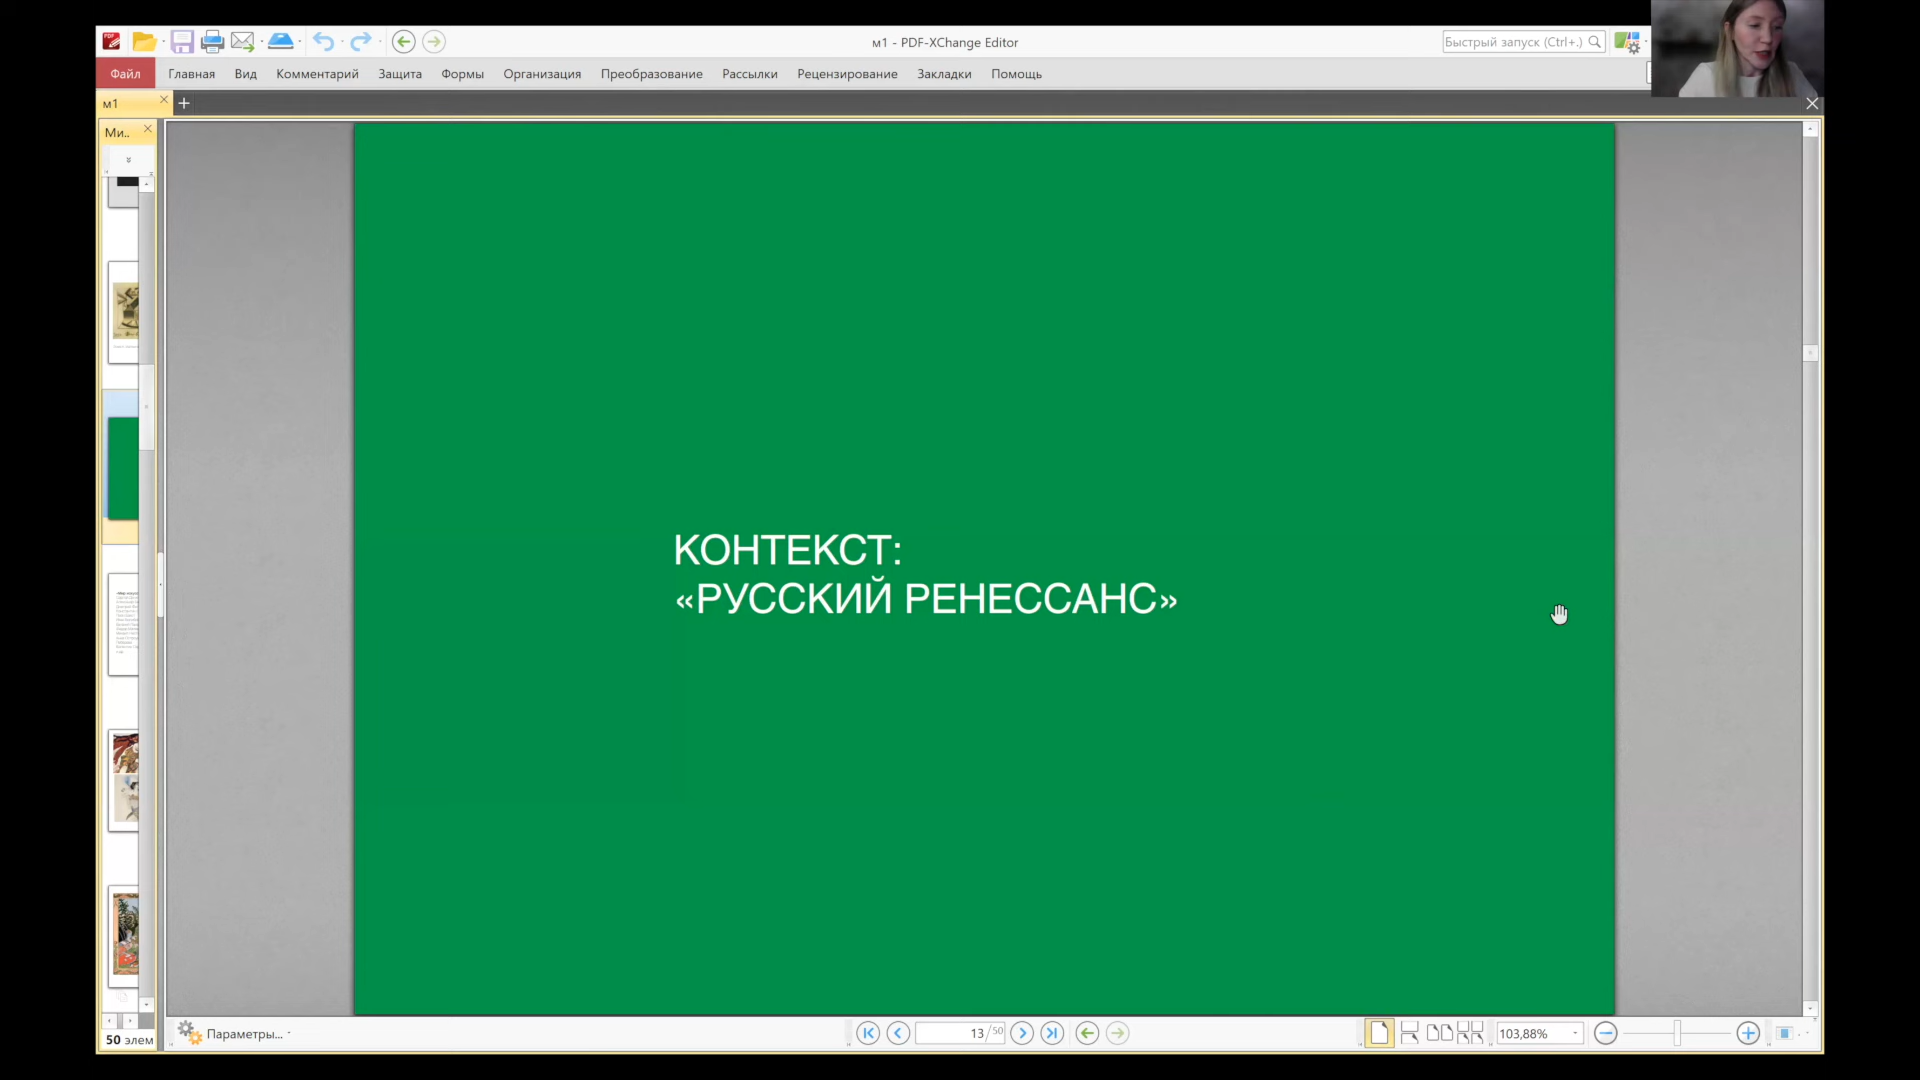 м1 - PDF-XChange Editor
Быстрый запуск (Ctrl+.)
Файл Главная Вид Комментарий Защита Формы Организация Преобразование Рассылки Рецензирование Закладки Помощь
м1
Ми..
КОНТЕКСТ:
«РУССКИЙ РЕНЕССАНС»
50 элем
Параметры...
13 /50
103,88%